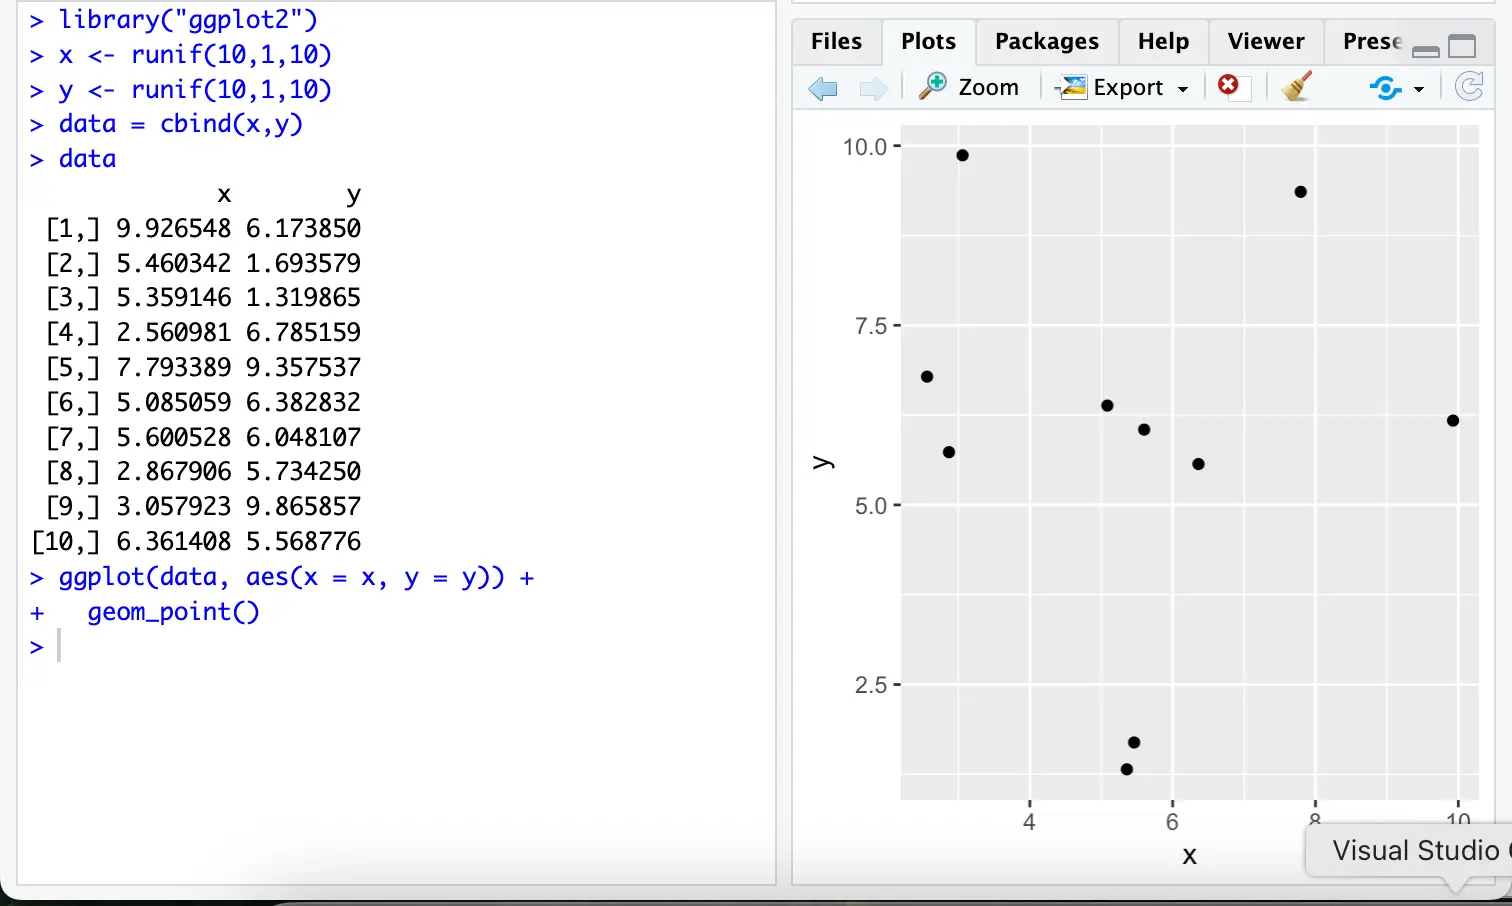 > library("ggplot2")
> x <- runif(10,1,10)
> y <- runif(10,1,10)
> data = cbind(x,y)
> data
x y
[1,] 9.926548 6.173850
[2,] 5.460342 1.693579
[3,] 5.359146 1.319865
[4,] 2.560981 6.785159
[5,] 7.793389 9.357537
[6,] 5.085059 6.382832
[7,] 5.600528 6.048107
[8,] 2.867906 5.734250
[9,] 3.057923 9.865857
[10,] 6.361408 5.568776
> ggplot(data, aes(x = x, y = y)) +
+   geom_point()
>
Files Plots Packages Help Viewer Prese
Zoom Export
10.0
7.5
y
5.0
2.5
4 6 8 10
x
Visual Studio